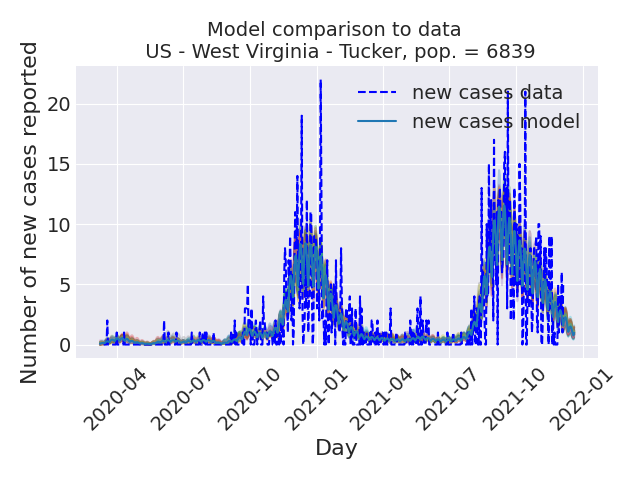 Model comparison to data
US - West Virginia - Tucker, pop. = 6839
new cases data
new cases model
Number of new cases reported
20
15
10
5
0
2020-04
2020-07
2020-10
2021-01
2021-04
2021-07
2021-10
2022-01
Day